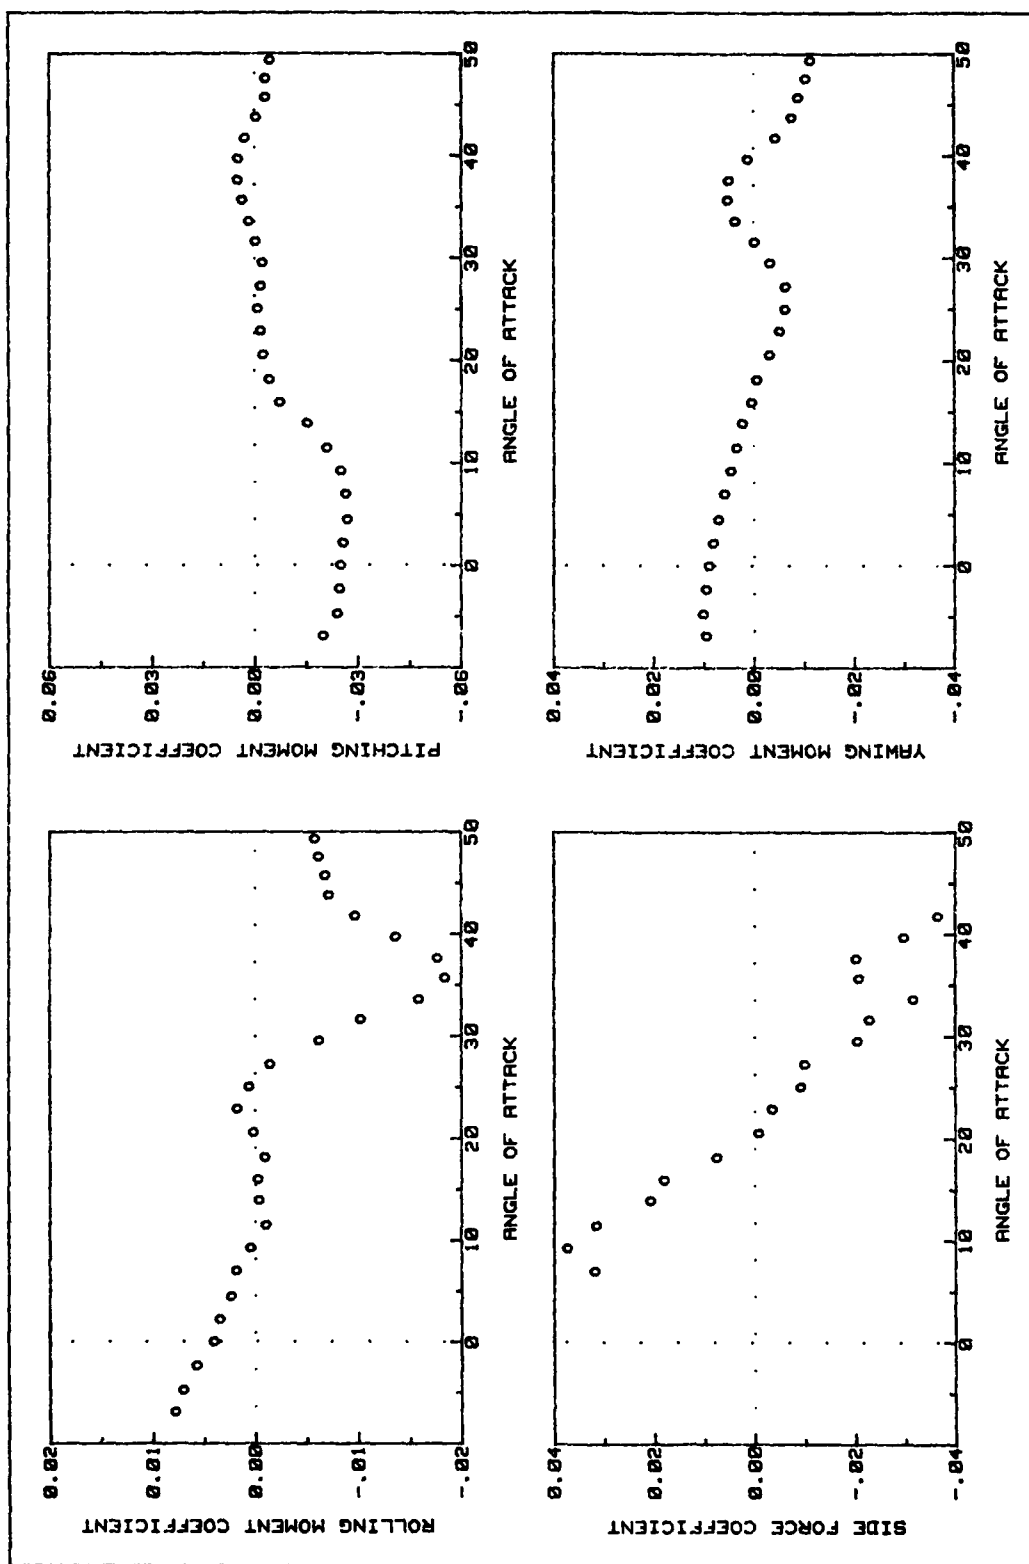 ROLLING MOMENT COEFFICIENT
0.02
0.01
0.00
-.01
-.02
0 10 20 30 40 50
ANGLE OF ATTACK
PITCHING MOMENT COEFFICIENT
0.06
0.03
0.00
-.03
-.06
0 10 20 30 40 50
ANGLE OF ATTACK
SIDE FORCE COEFFICIENT
0.04
0.02
0.00
-.02
-.04
0 10 20 30 40 50
ANGLE OF ATTACK
YAWING MOMENT COEFFICIENT
0.04
0.02
0.00
-.02
-.04
0 10 20 30 40 50
ANGLE OF ATTACK